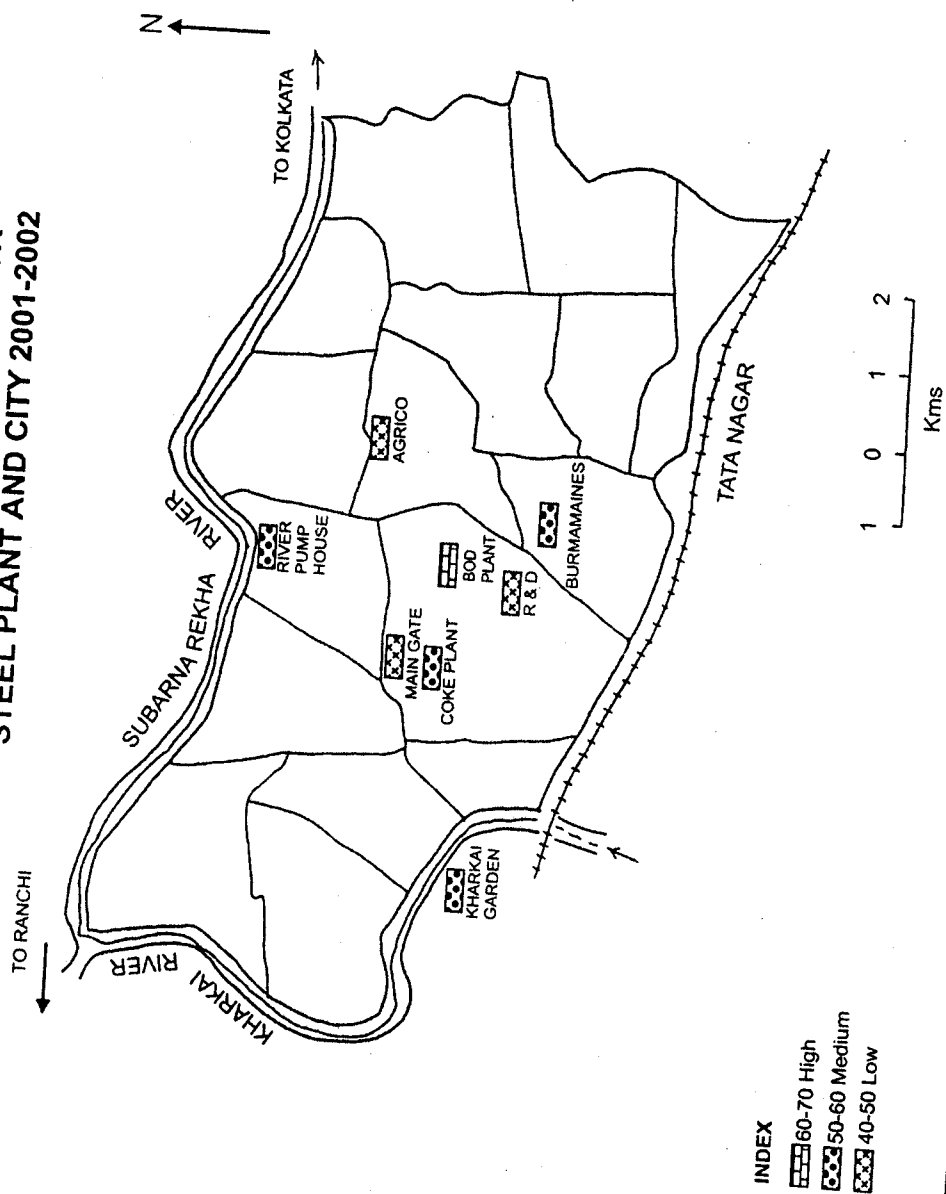 STEEL PLANT AND CITY 2001-2002
N
TO RANCHI
TO KOLKATA
SUBARNA REKHA
RIVER
RIVER
KHARKAI
RIVER
PUMP
HOUSE
AGRICO
MAIN GATE
COKE PLANT
BOD
PLANT
R & D
BURMAMAINES
KHARKAI
GARDEN
TATA NAGAR
INDEX
60-70 High
50-60 Medium
40-50 Low
1 0 1 2
Kms